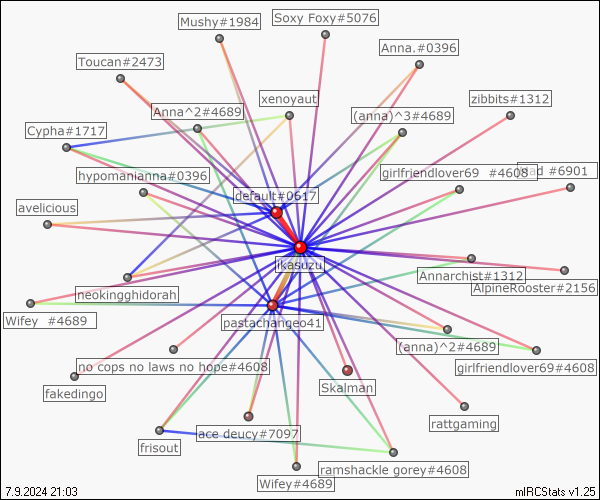 Soxy Foxy#5076
Mushy#1984
Anna.#0396
Toucan#2473
xenoyaut
zibbits#1312
Anna^2#4689
(anna)^3#4689
Cypha#1717
girlfriendlover69 #4608
#6901
hypomanianna#0396
default#0617
avelicious
jikasuzu
Annarchist#1312
AlpineRooster#2156
neokingghidorah
Wifey #4689
pastachangeo41
(anna)^2#4689
no cops no laws no hope#4608
girlfriendlover69#4608
fakedingo
Skalman
rattgaming
ace deucy#7097
frisout
ramshackle gorey#4608
Wifey#4689
7.9.2024 21:03
mIRCStats v1.25